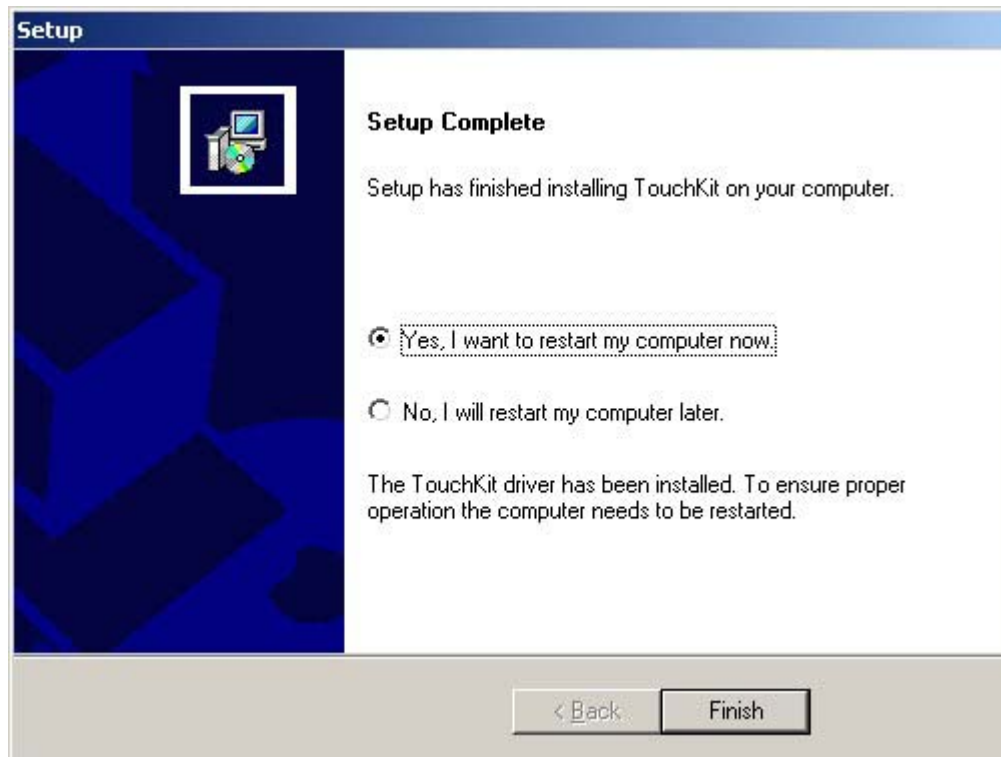 Setup
Setup Complete
Setup has finished installing TouchKit on your computer.
Yes, I want to restart my computer now.
No, I will restart my computer later.
The TouchKit driver has been installed. To ensure proper
operation the computer needs to be restarted.
< Back
Finish